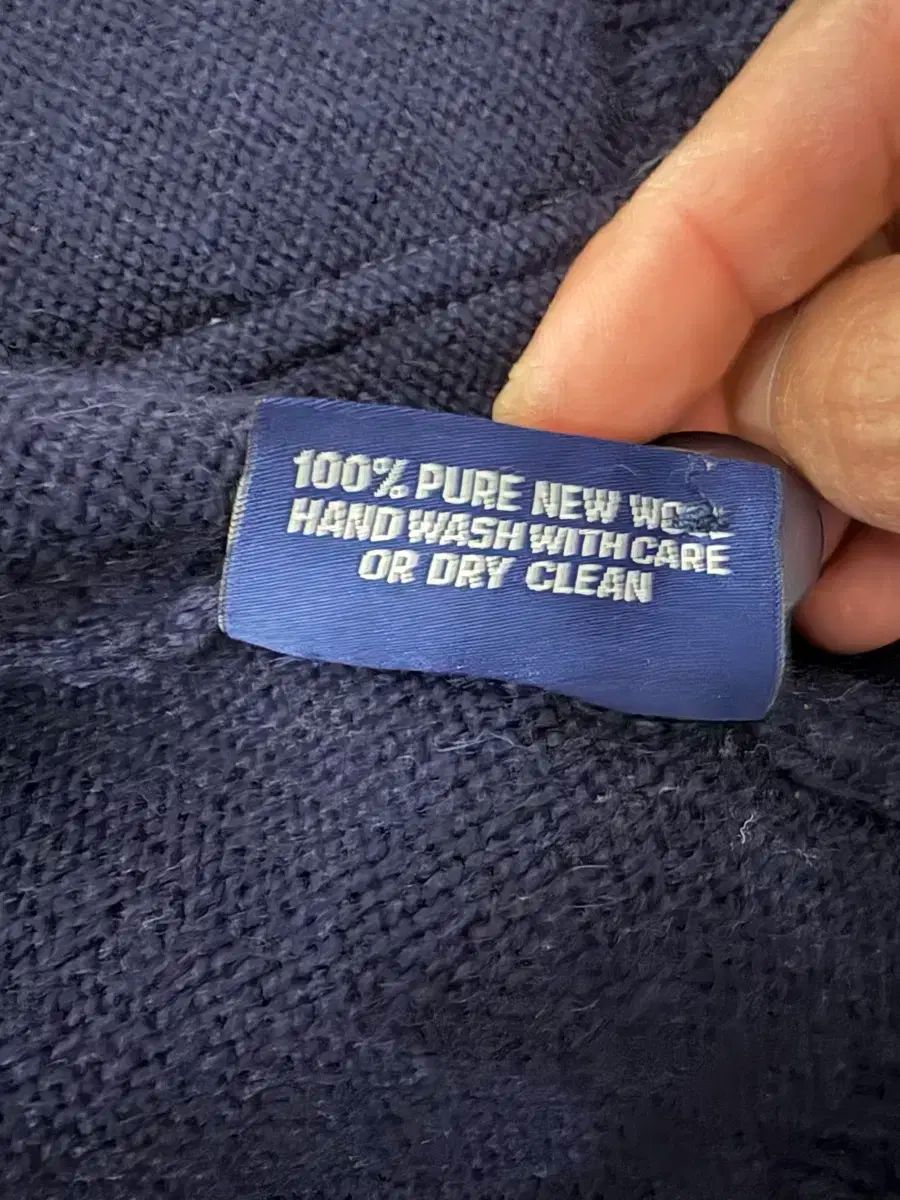 100% PURE NEW
HAND WASH WITH CARE
OR DRY CLEAN